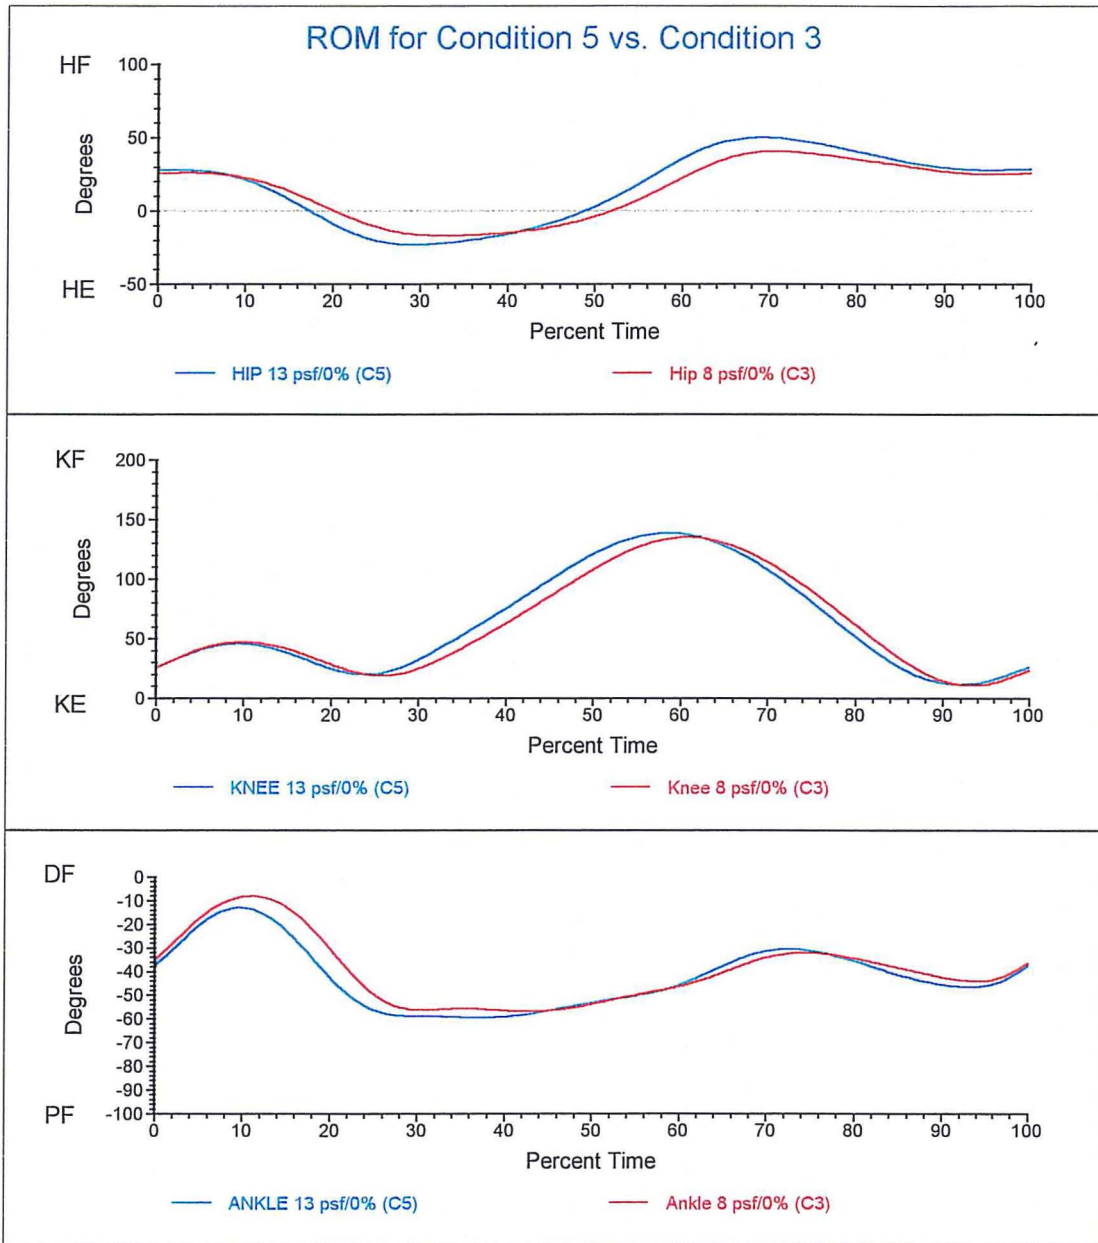 ROM for Condition 5 vs. Condition 3
HF
100
50
0
-50
HE
Degrees
0 10 20 30 40 50 60 70 80 90 100
Percent Time
HIP 13 psf/0% (C5) Hip 8 psf/0% (C3)
KF
200
150
100
50
0
KE
Degrees
0 10 20 30 40 50 60 70 80 90 100
Percent Time
KNEE 13 psf/0% (C5) Knee 8 psf/0% (C3)
DF
0
-10
-20
-30
-40
-50
-60
-70
-80
-90
-100
PF
Degrees
0 10 20 30 40 50 60 70 80 90 100
Percent Time
ANKLE 13 psf/0% (C5) Ankle 8 psf/0% (C3)